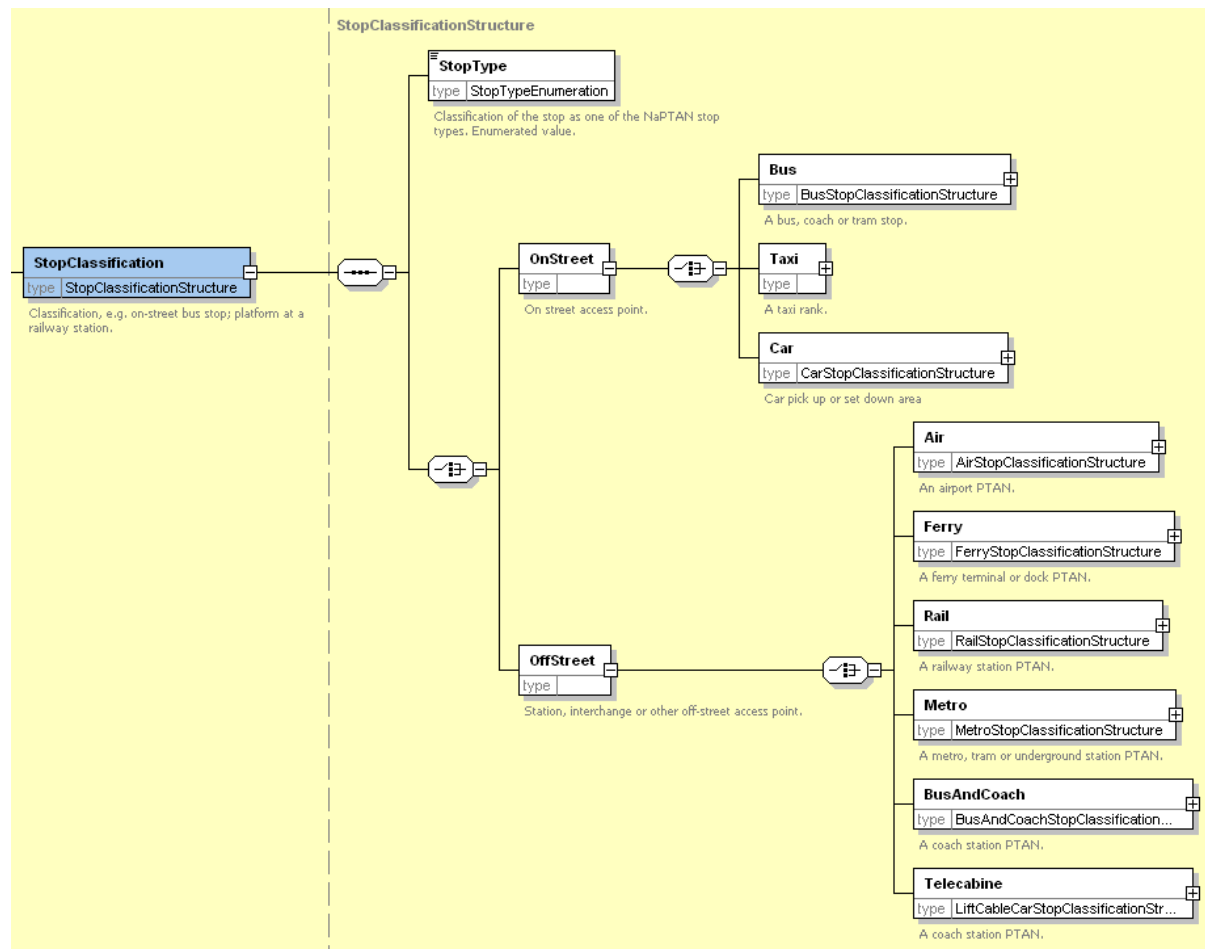 StopClassificationStructure
StopType
type StopTypeEnumeration
Classification of the stop as one of the NaPTAN stop
types. Enumerated value.
StopClassification
type StopClassificationStructure
Classification, e.g. on-street bus stop; platform at a
railway station.
OnStreet
type
On street access point.
Bus
type BusStopClassificationStructure
A bus, coach or tram stop.
Taxi
type
A taxi rank.
Car
type CarStopClassificationStructure
Car pick up or set down area
OffStreet
type
Station, interchange or other off-street access point.
Air
type AirStopClassificationStructure
An airport PTAN.
Ferry
type FerryStopClassificationStructure
A ferry terminal or dock PTAN.
Rail
type RailStopClassificationStructure
A railway station PTAN.
Metro
type MetroStopClassificationStructure
A metro, tram or underground station PTAN.
BusAndCoach
type BusAndCoachStopClassification...
A coach station PTAN.
Telecabine
type LiftCableCarStopClassificationStr...
A coach station PTAN.